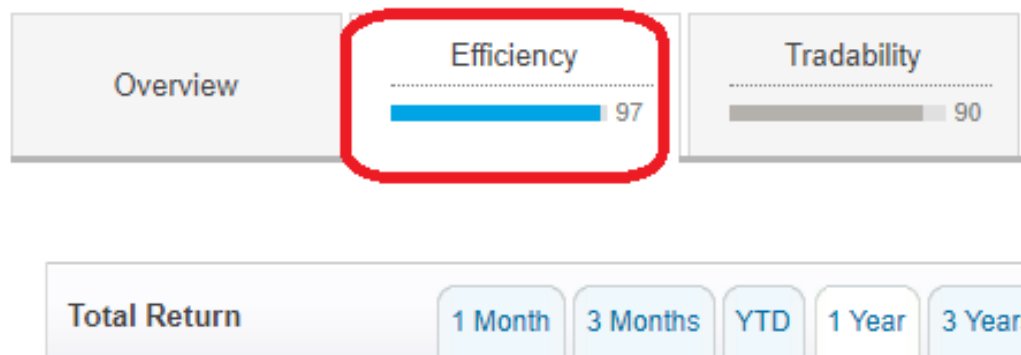 Overview
Efficiency
97
Tradability
90
Total Return
1 Month
3 Months
YTD
1 Year
3 Year